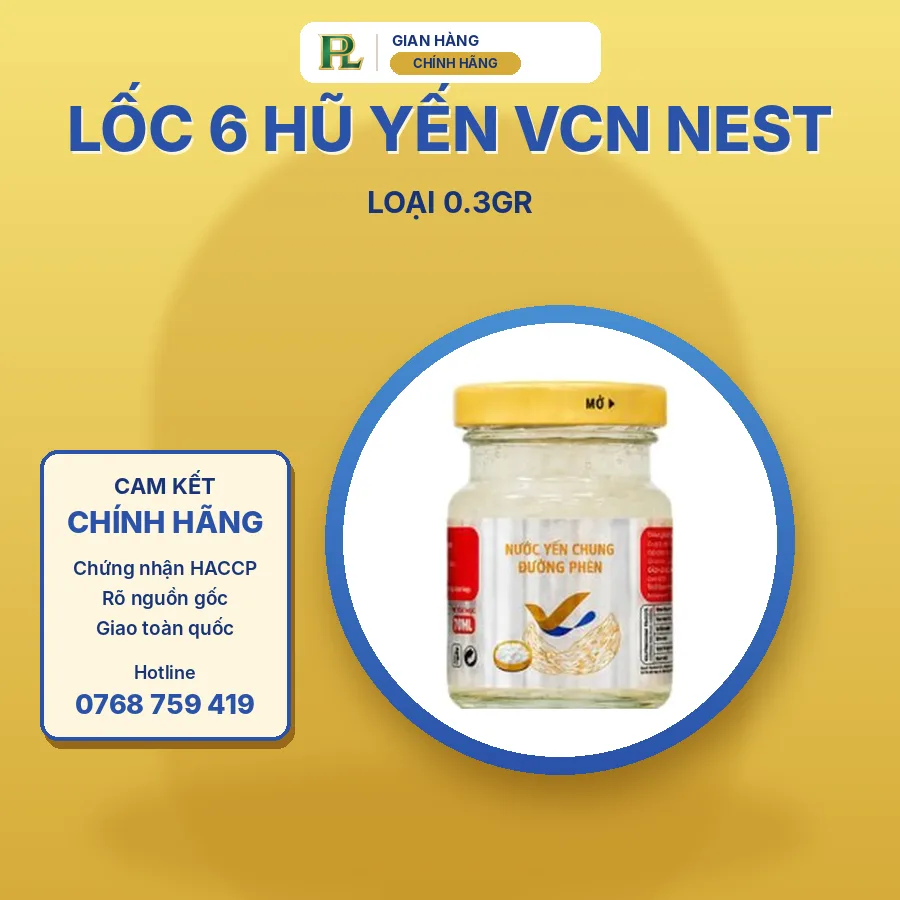 PL
GIAN HÀNG
CHÍNH HÃNG
LỐC 6 HŨ YẾN VCN NEST
LOẠI 0.3GR
MỞ
NƯỚC YẾN CHƯNG
ĐƯỜNG PHÈN
70ML
CAM KẾT
CHÍNH HÃNG
Chứng nhận HACCP
Rõ nguồn gốc
Giao toàn quốc
Hotline
0768 759 419